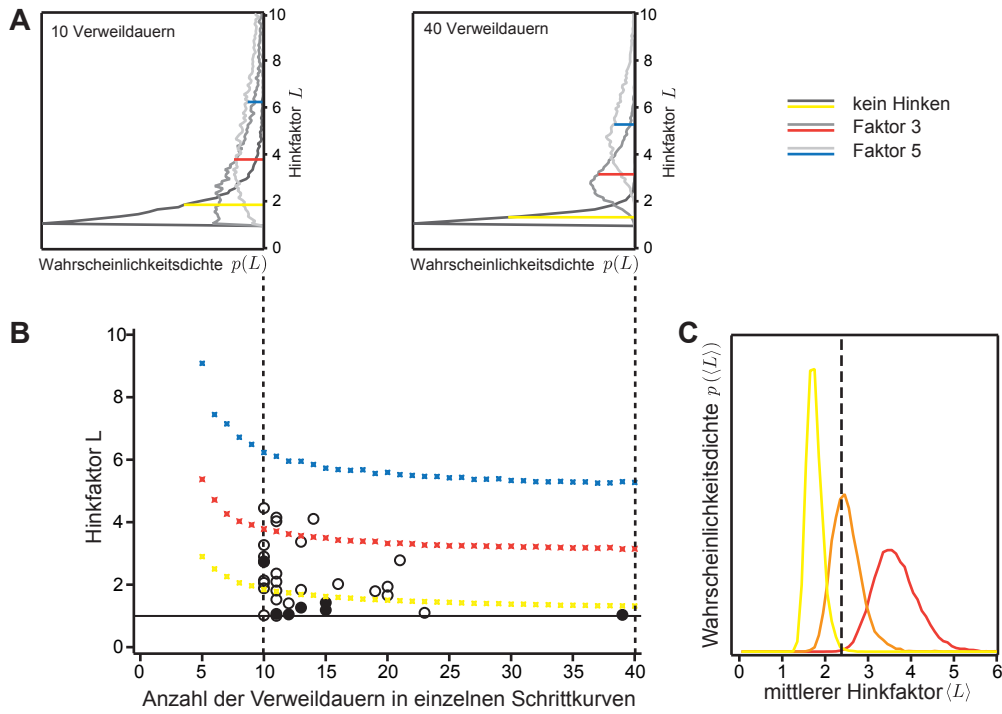 A
10 Verweildauern
0 2 4 6 8 10
Hinkfaktor L
Wahrscheinlichkeitsdichte p(L)
40 Verweildauern
0 2 4 6 8 10
Hinkfaktor L
Wahrscheinlichkeitsdichte p(L)
kein Hinken
Faktor 3
Faktor 5
B
Hinkfaktor L
10
8
6
4
2
0
0 5 10 15 20 25 30 35 40
Anzahl der Verweildauern in einzelnen Schrittkurven
C
Wahrscheinlichkeitsdichte p(⟨L⟩)
0 1 2 3 4 5 6
mittlerer Hinkfaktor ⟨L⟩